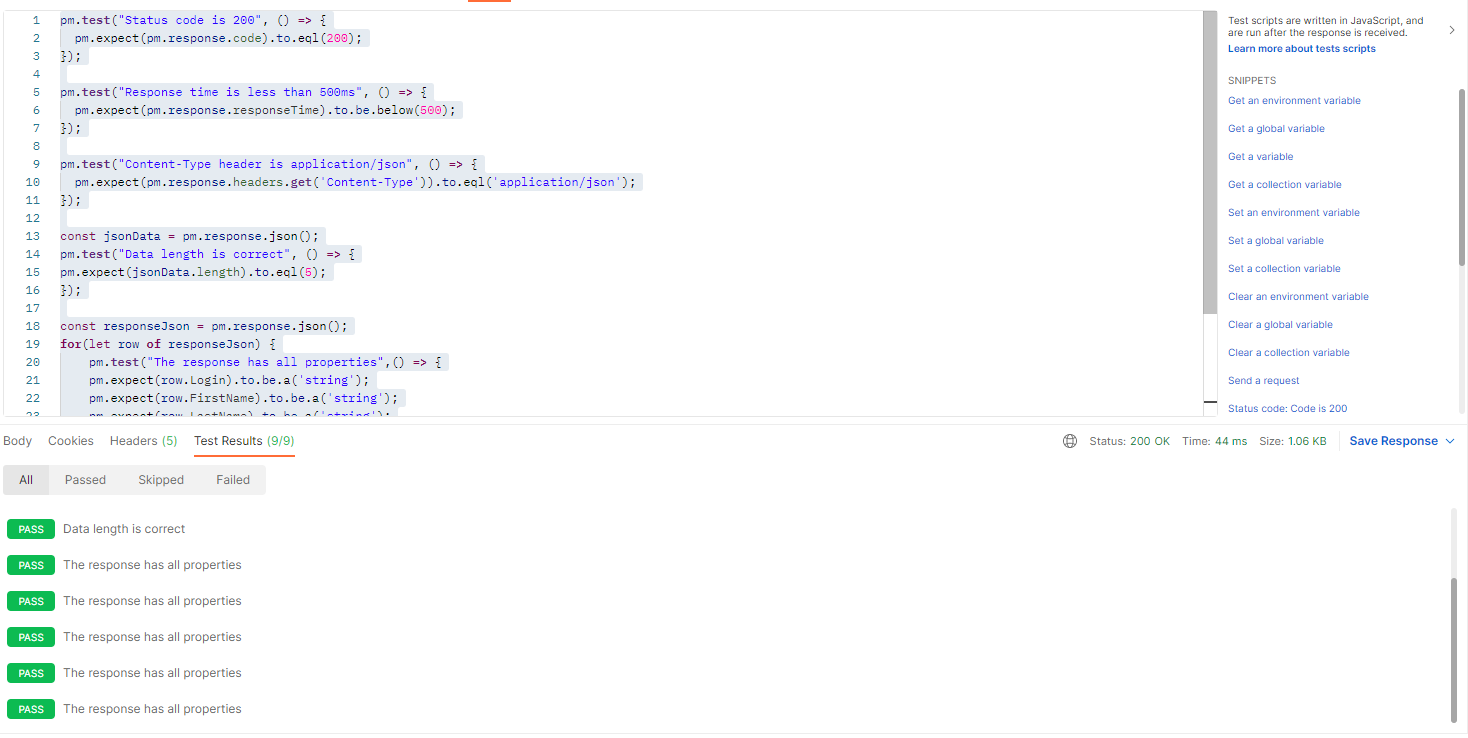 1 pm.test("Status code is 200", () => {
2 pm.expect(pm.response.code).to.eql(200);
3 });
4
5 pm.test("Response time is less than 500ms", () => {
6 pm.expect(pm.response.responseTime).to.be.below(500);
7 });
8
9 pm.test("Content-Type header is application/json", () => {
10 pm.expect(pm.response.headers.get('Content-Type')).to.eql('application/json');
11 });
12
13 const jsonData = pm.response.json();
14 pm.test("Data length is correct", () => {
15 pm.expect(jsonData.length).to.eql(5);
16 });
17
18 const responseJson = pm.response.json();
19 for(let row of responseJson) {
20 pm.test("The response has all properties",() => {
21 pm.expect(row.Login).to.be.a('string');
22 pm.expect(row.FirstName).to.be.a('string');
23 pm.expect(row.LastName).to.be.a('string');
Test scripts are written in JavaScript, and
are run after the response is received.
Learn more about tests scripts
SNIPPETS
Get an environment variable
Get a global variable
Get a variable
Get a collection variable
Set an environment variable
Set a global variable
Set a collection variable
Clear an environment variable
Clear a global variable
Clear a collection variable
Send a request
Status code: Code is 200
Body Cookies Headers (5) Test Results (9/9) Status: 200 OK Time: 44 ms Size: 1.06 KB Save Response
All Passed Skipped Failed
PASS Data length is correct
PASS The response has all properties
PASS The response has all properties
PASS The response has all properties
PASS The response has all properties
PASS The response has all properties